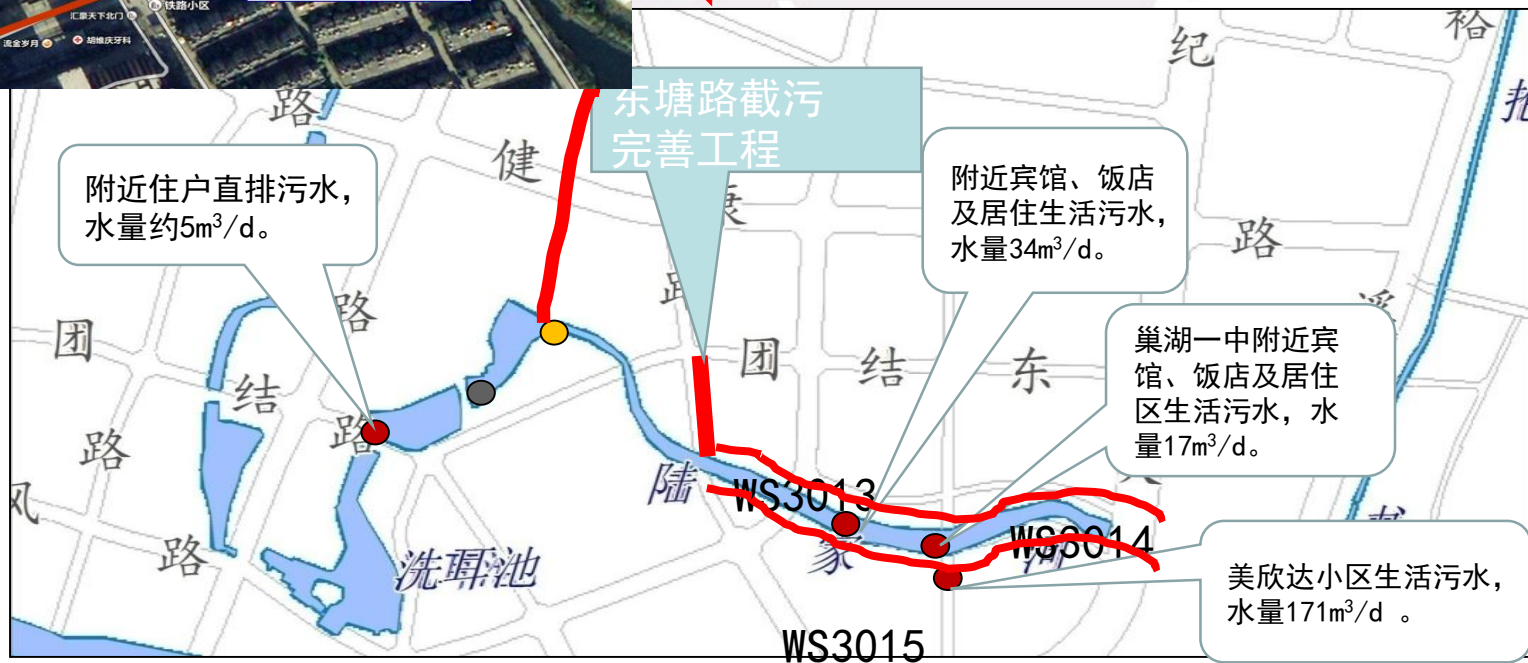 铁路小区
汇景天下北门
流金岁月
胡维庆牙科
裕
纪
路
东塘路截污
完善工程
健
康
路
附近住户直排污水，
水量约5m³/d。
附近宾馆、饭店
及居住生活污水，
水量34m³/d。
路
路
团
结
路
团
结
东
巢湖一中附近宾
馆、饭店及居住
区生活污水，水
量17m³/d。
路
风
路
陆
家
河
WS3013
WS3014
洗耳池
美欣达小区生活污水，
水量171m³/d 。
WS3015